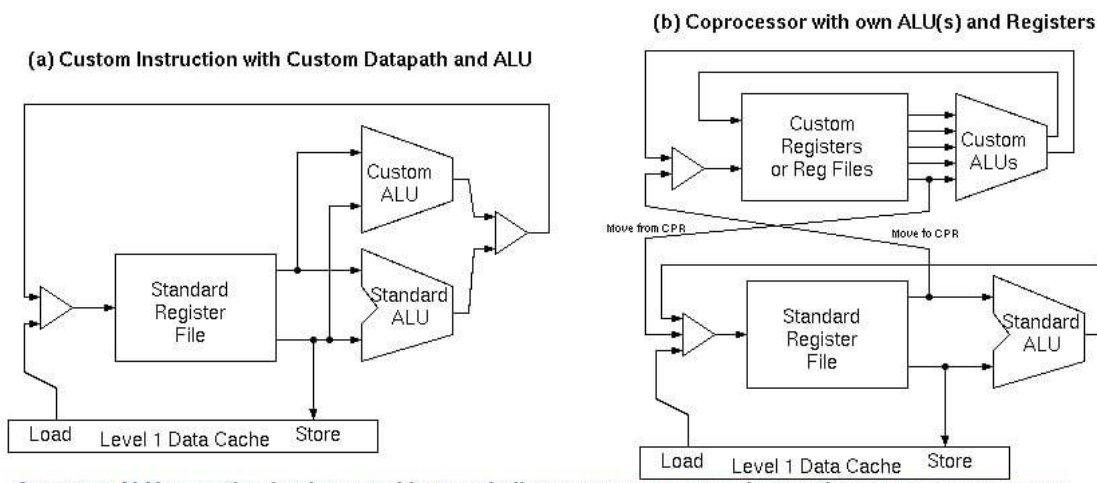 (a) Custom Instruction with Custom Datapath and ALU
Custom
ALU
Standard
Register
File
Standard
ALU
Load
Level 1 Data Cache
Store
(b) Coprocessor with own ALU(s) and Registers
Custom
Registers
or Reg Files
Custom
ALUs
Move from CPR
Move to CPR
Standard
Register
File
Standard
ALU
Load
Level 1 Data Cache
Store